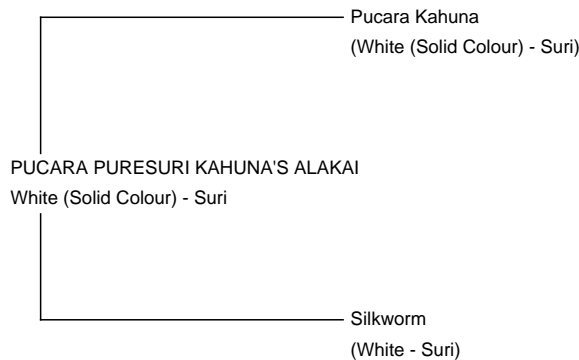 Pucara Kahuna
(White (Solid Colour) - Suri)
PUCARA PURESURI KAHUNA'S ALAKAI
White (Solid Colour) - Suri
Silkworm
(White - Suri)